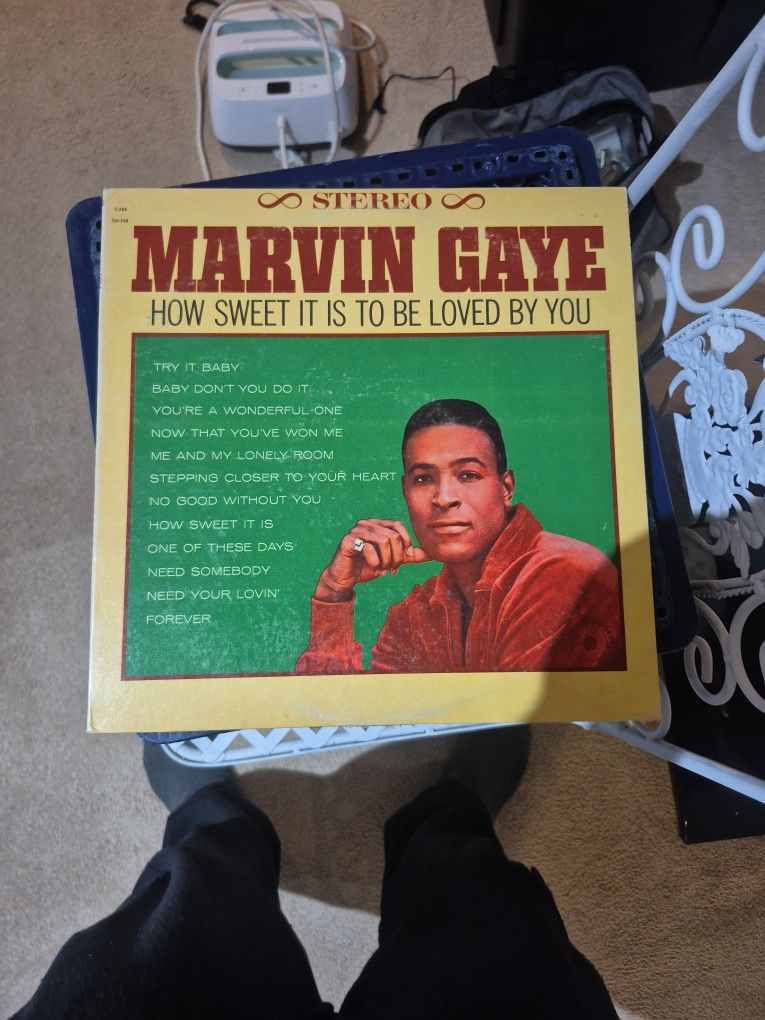 ∞ STEREO ∞
S-258
TM-258
MARVIN GAYE
HOW SWEET IT IS TO BE LOVED BY YOU
TRY IT BABY
BABY DON'T YOU DO IT
YOU'RE A WONDERFUL ONE
NOW THAT YOU'VE WON ME
ME AND MY LONELY ROOM
STEPPING CLOSER TO YOUR HEART
NO GOOD WITHOUT YOU
HOW SWEET IT IS
ONE OF THESE DAYS
NEED SOMEBODY
NEED YOUR LOVIN'
FOREVER